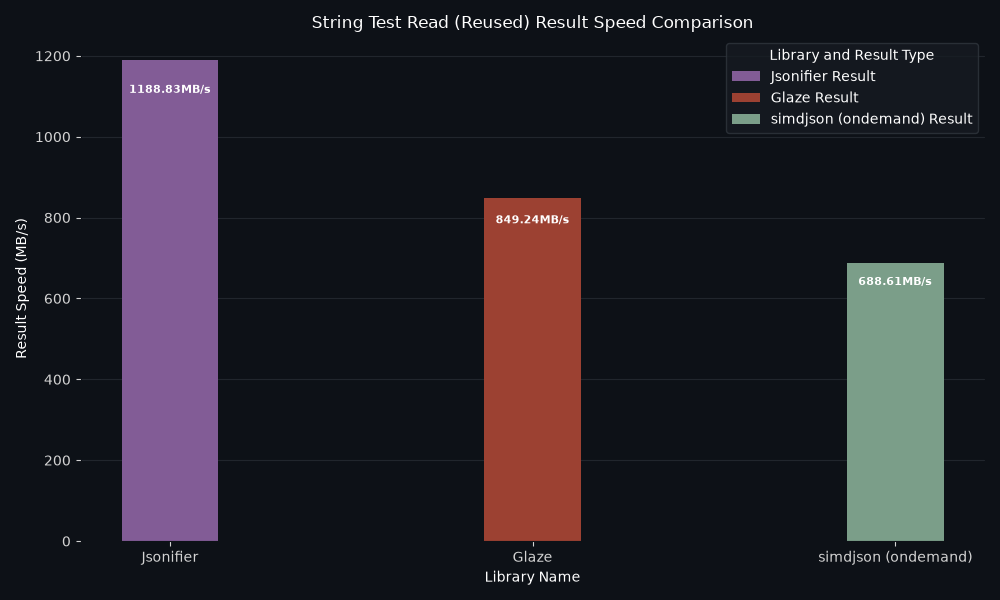 String Test Read (Reused) Result Speed Comparison
Library and Result Type
Jsonifier Result
Glaze Result
simdjson (ondemand) Result
Result Speed (MB/s)
1200
1000
800
600
400
200
0
1188.83MB/s
849.24MB/s
688.61MB/s
Jsonifier
Glaze
simdjson (ondemand)
Library Name